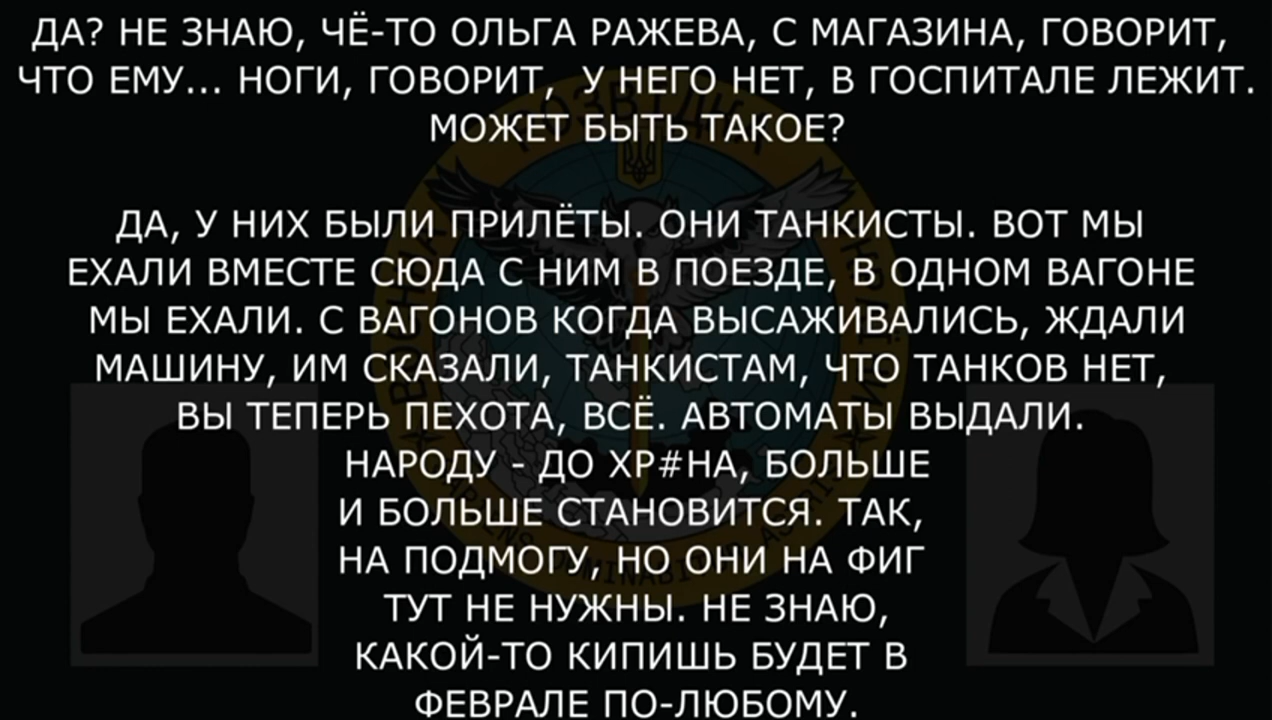 ДА? НЕ ЗНАЮ, ЧЁ-ТО ОЛЬГА РАЖЕВА, С МАГАЗИНА, ГОВОРИТ,
ЧТО ЕМУ... НОГИ, ГОВОРИТ, У НЕГО НЕТ, В ГОСПИТАЛЕ ЛЕЖИТ.
МОЖЕТ БЫТЬ ТАКОЕ?
ДА, У НИХ БЫЛИ ПРИЛЁТЫ. ОНИ ТАНКИСТЫ. ВОТ МЫ
ЕХАЛИ ВМЕСТЕ СЮДА С НИМ В ПОЕЗДЕ, В ОДНОМ ВАГОНЕ
МЫ ЕХАЛИ. С ВАГОНОВ КОГДА ВЫСАЖИВАЛИСЬ, ЖДАЛИ
МАШИНУ, ИМ СКАЗАЛИ, ТАНКИСТАМ, ЧТО ТАНКОВ НЕТ,
ВЫ ТЕПЕРЬ ПЕХОТА, ВСЁ. АВТОМАТЫ ВЫДАЛИ.
НАРОДУ - ДО ХР#НА, БОЛЬШЕ
И БОЛЬШЕ СТАНОВИТСЯ. ТАК,
НА ПОДМОГУ, НО ОНИ НА ФИГ
ТУТ НЕ НУЖНЫ. НЕ ЗНАЮ,
КАКОЙ-ТО КИПИШЬ БУДЕТ В
ФЕВРАЛЕ ПО-ЛЮБОМУ.